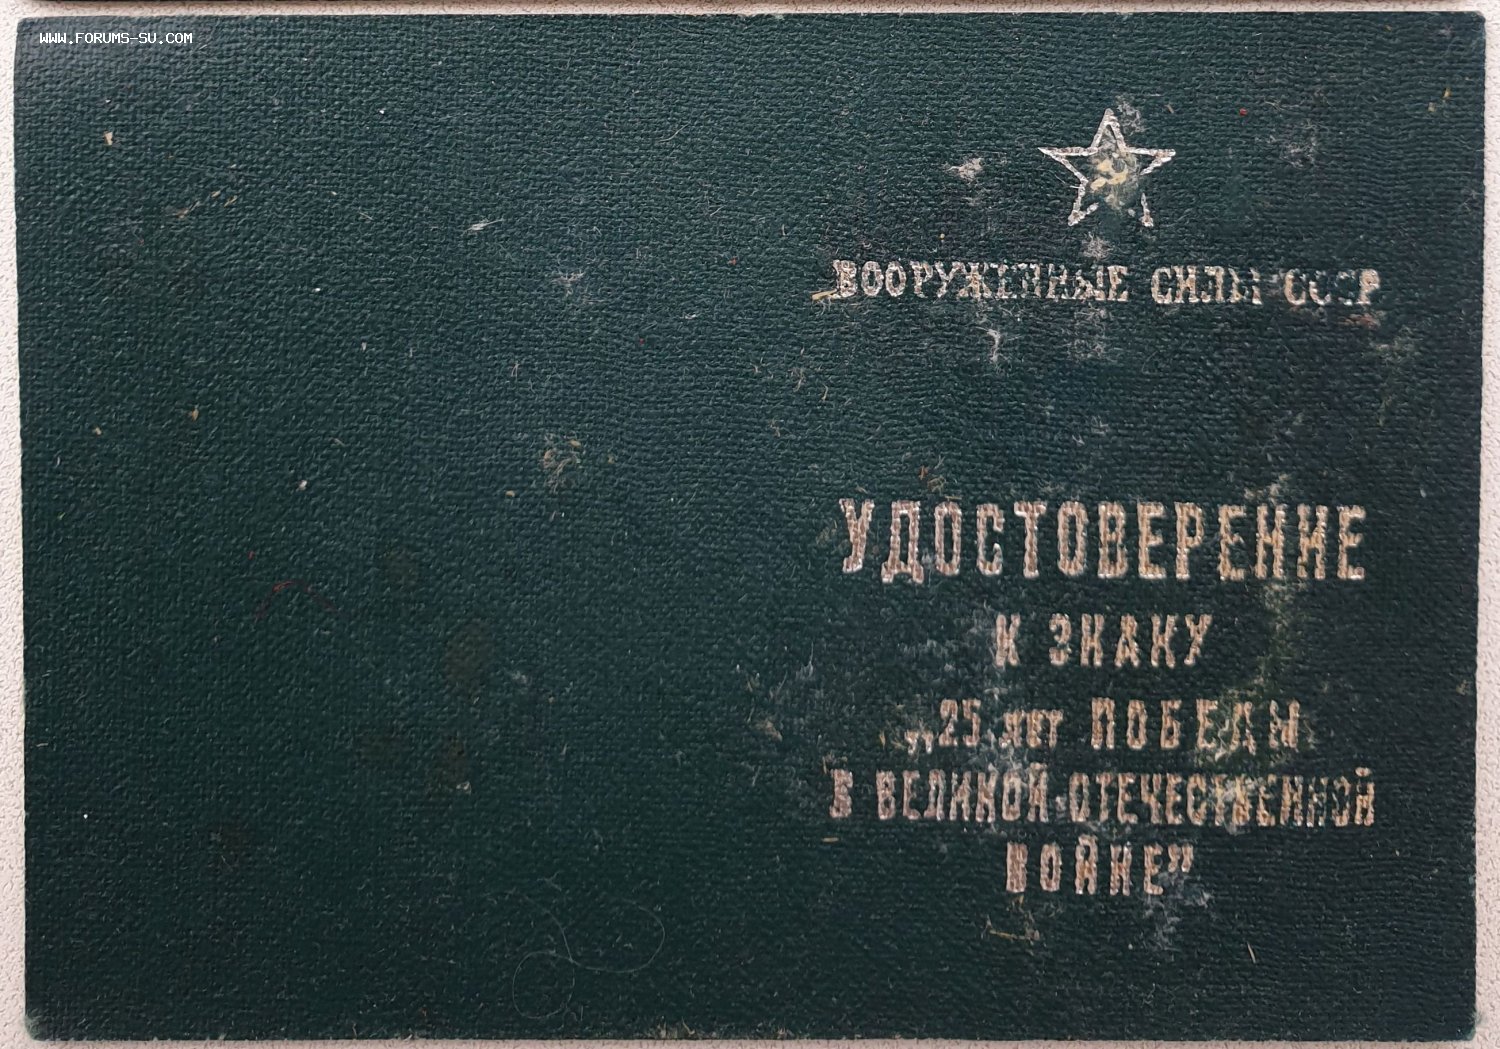 WWW.FORUMS-SU.COM
ВООРУЖЕННЫЕ СИЛЫ СССР
УДОСТОВЕРЕНИЕ
К ЗНАКУ
„25 лет ПОБЕДЫ
В ВЕЛИКОЙ ОТЕЧЕСТВЕННОЙ
ВОЙНЕ”